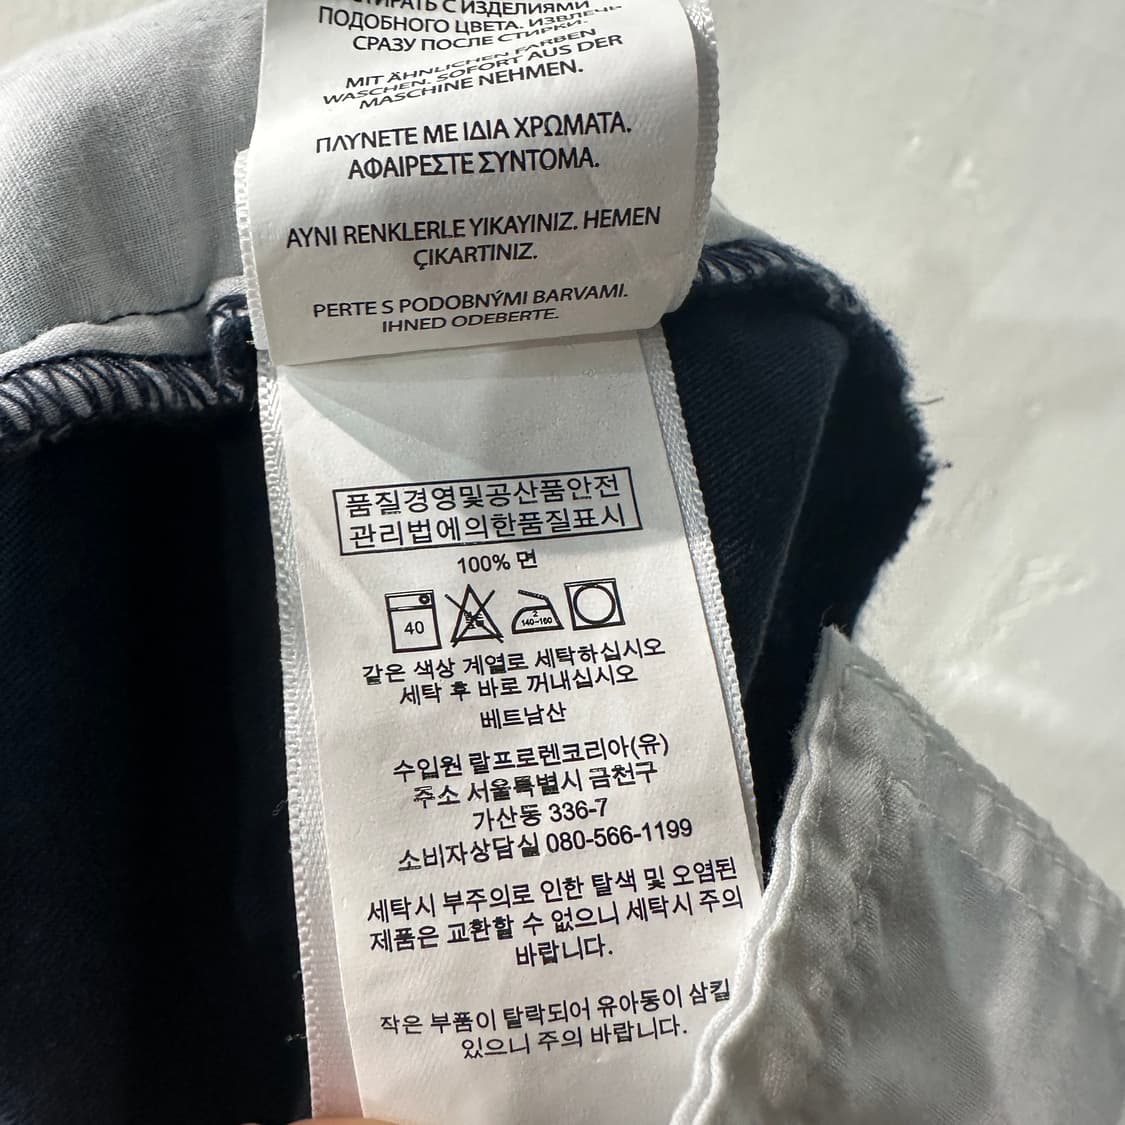 СТИРАТЬ С ИЗДЕЛИЯМИ
ПОДОБНОГО ЦВЕТА. ИЗВЛЕЧЬ
СРАЗУ ПОСЛЕ СТИРКИ.
MIT ÄHNLICHEN FARBEN
WASCHEN. SOFORT AUS DER
MASCHINE NEHMEN.
ΠΛΥΝΕΤΕ ΜΕ ΙΔΙΑ ΧΡΩΜΑΤΑ.
ΑΦΑΙΡΕΣΤΕ ΣΥΝΤΟΜΑ.
AYNI RENKLERLE YIKAYINIZ. HEMEN
ÇIKARTINIZ.
PERTE S PODOBNÝMI BARVAMI.
IHNED ODEBERTE.
품질경영및공산품안전
관리법에의한품질표시
100% 면
40
2
140~160
같은 색상 계열로 세탁하십시오
세탁 후 바로 꺼내십시오
베트남산
수입원 랄프로렌코리아(유)
주소 서울특별시 금천구
가산동 336-7
소비자상담실 080-566-1199
세탁시 부주의로 인한 탈색 및 오염된
제품은 교환할 수 없으니 세탁시 주의
바랍니다.
작은 부품이 탈락되어 유아동이 삼킬
있으니 주의 바랍니다.